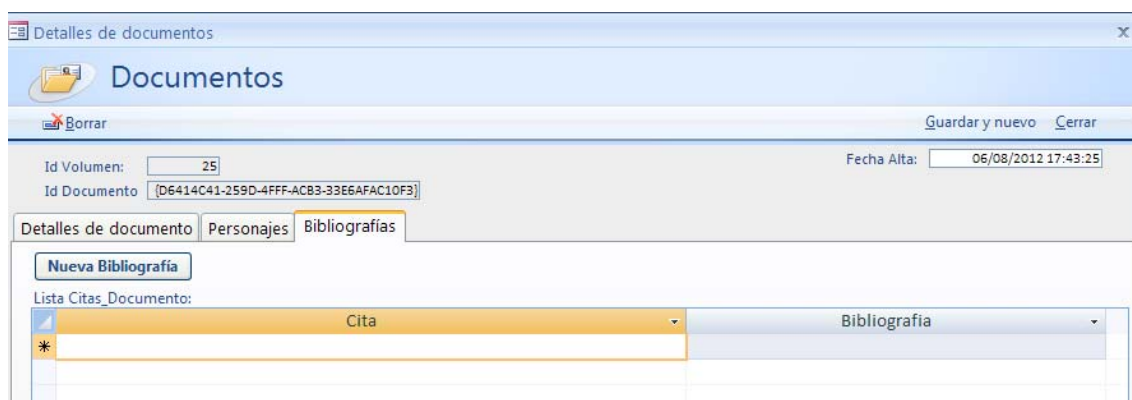 Detalles de documentos
Documentos
Borrar Guardar y nuevo Cerrar
Id Volumen: 25 Fecha Alta: 06/08/2012 17:43:25
Id Documento {D6414C41-259D-4FFF-ACB3-33E6AFAC10F3}
Detalles de documento Personajes Bibliografías
Nueva Bibliografía
Lista Citas_Documento:
Cita Bibliografia